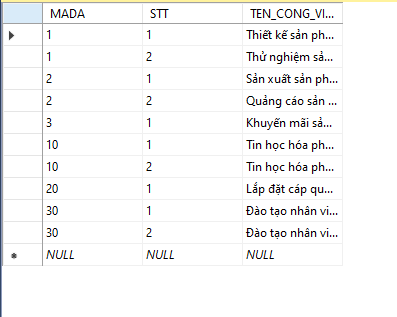 MADA STT TEN_CONG_VI...
1 1 Thiết kế sản ph...
1 2 Thử nghiệm sả...
2 1 Sản xuất sản ph...
2 2 Quảng cáo sản ...
3 1 Khuyến mãi sả...
10 1 Tin học hóa ph...
10 2 Tin học hóa ph...
20 1 Lắp đặt cáp qu...
30 1 Đào tạo nhân vi...
30 2 Đào tạo nhân vi...
NULL NULL NULL